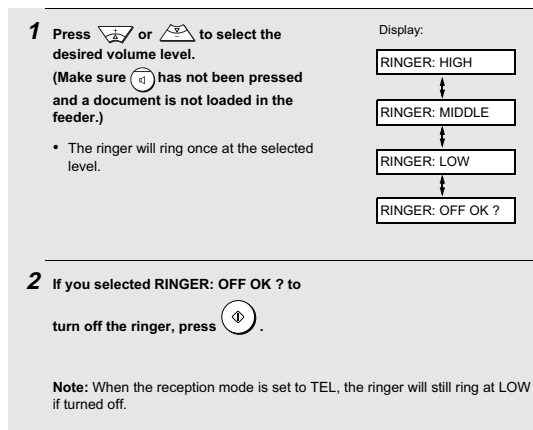 1 Press or to select the
desired volume level.
(Make sure has not been pressed
and a document is not loaded in the
feeder.)
• The ringer will ring once at the selected
level.
Display:
RINGER: HIGH
RINGER: MIDDLE
RINGER: LOW
RINGER: OFF OK ?
2 If you selected RINGER: OFF OK ? to
turn off the ringer, press .
Note: When the reception mode is set to TEL, the ringer will still ring at LOW
if turned off.